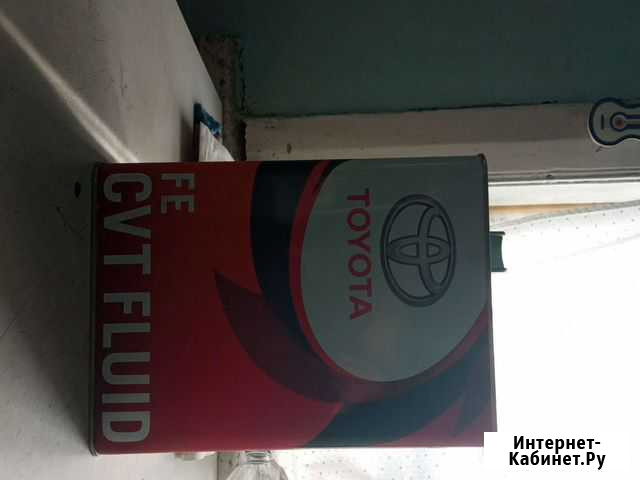 TOYOTA
FE
CVT FLUID
Интернет-
Кабинет.Ру